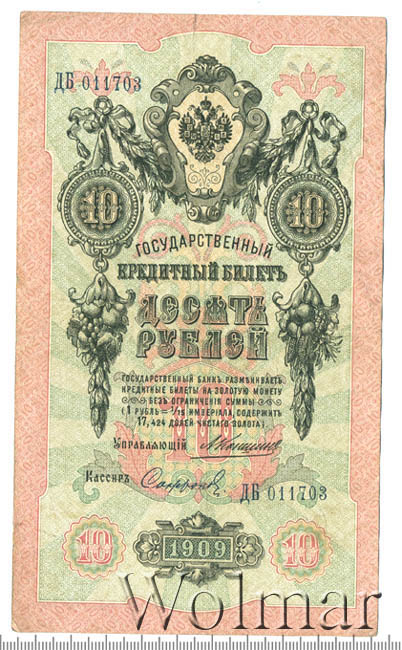 ДБ 011703
10 10
ГОСУДАРСТВЕННЫЙ
КРЕДИТНЫЙ БИЛЕТЪ
ДЕСЯТЬ
РУБЛЕЙ
ГОСУДАРСТВЕННЫЙ БАНКЪ РАЗМѢНИВАЕТЪ
КРЕДИТНЫЕ БИЛЕТЫ НА ЗОЛОТУЮ МОНЕТУ
БЕЗЪ ОГРАНИЧЕНІЯ СУММЫ
(1 РУБЛЬ = 1/15 ИМПЕРІАЛА, СОДЕРЖИТЪ
17,424 ДОЛЕЙ ЧИСТАГО ЗОЛОТА)
УПРАВЛЯЮЩІЙ
КАССИРЪ
ДБ 011703
10 1909 10
Wolmar